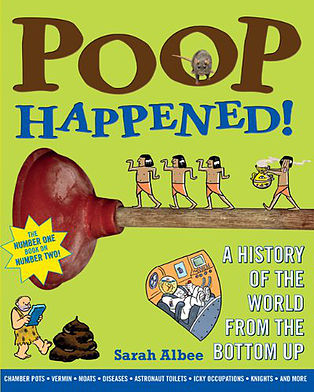 POOP
HAPPENED!
THE
NUMBER ONE
BOOK ON
NUMBER TWO!
A HISTORY
OF THE
WORLD
FROM THE
BOTTOM UP
Sarah Albee
CHAMBER POTS • VERMIN • MOATS • DISEASES • ASTRONAUT TOILETS • ICKY OCCUPATIONS • KNIGHTS • AND MORE